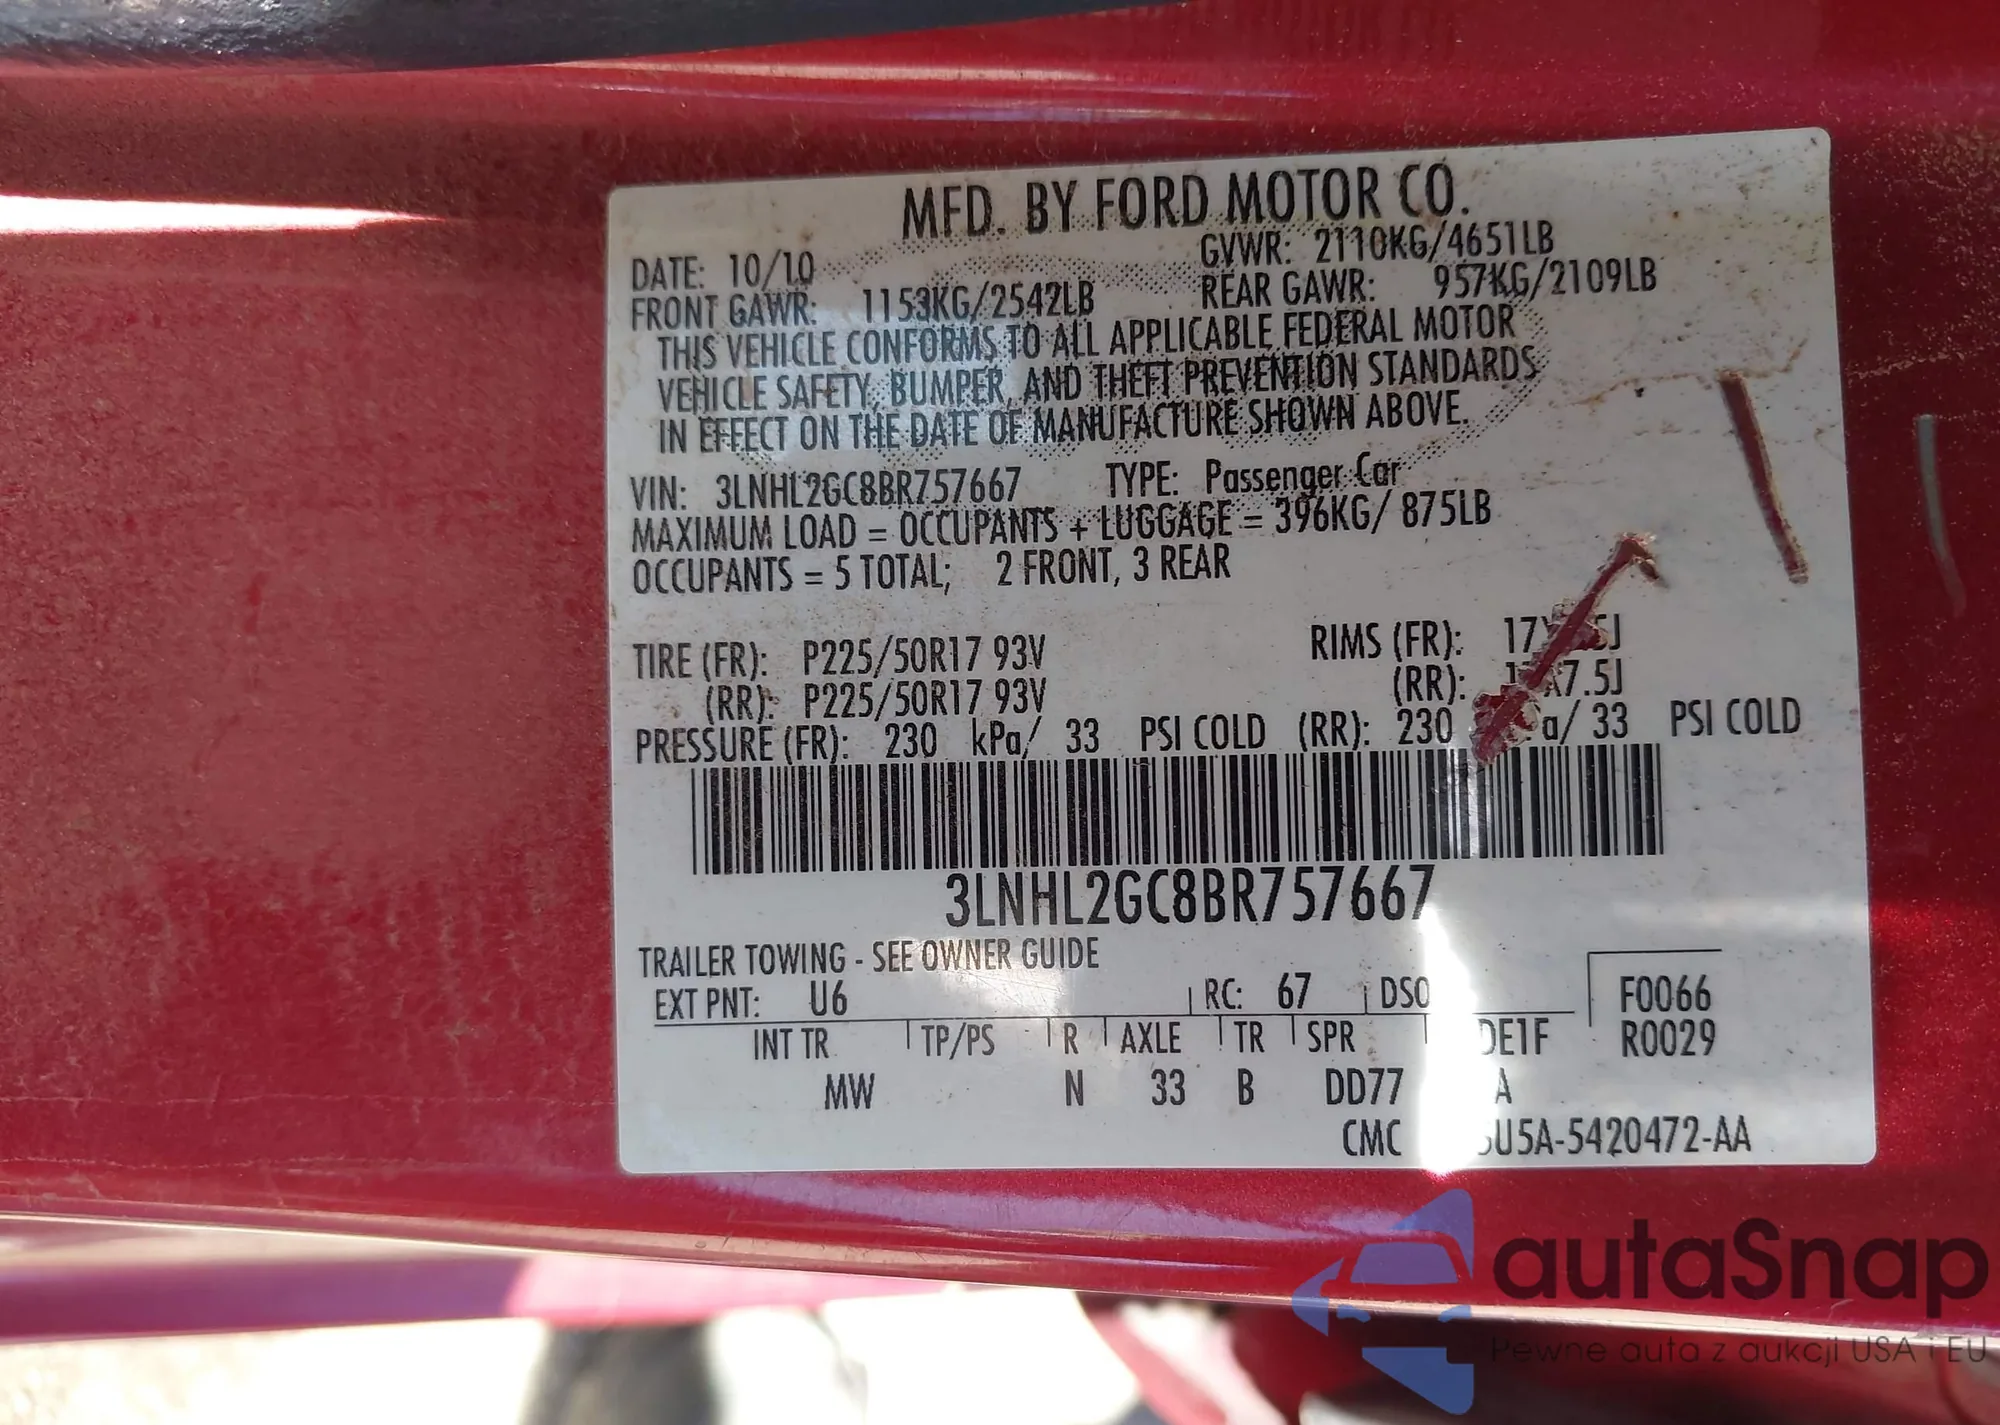 MFD. BY FORD MOTOR CO.
DATE: 10/10 GVWR: 2110KG/4651LB
FRONT GAWR: 1153KG/2542LB REAR GAWR: 957KG/2109LB
THIS VEHICLE CONFORMS TO ALL APPLICABLE FEDERAL MOTOR
VEHICLE SAFETY, BUMPER, AND THEFT PREVENTION STANDARDS
IN EFFECT ON THE DATE OF MANUFACTURE SHOWN ABOVE.
VIN: 3LNHL2GC8BR757667 TYPE: Passenger Car
MAXIMUM LOAD = OCCUPANTS + LUGGAGE = 396KG/ 875LB
OCCUPANTS = 5 TOTAL; 2 FRONT, 3 REAR
TIRE (FR): P225/50R17 93V RIMS (FR):
(RR): P225/50R17 93V (RR):
PRESSURE (FR): 230 kPa/ 33 PSI COLD (RR): 230 / 33 PSI COLD
3LNHL2GC8BR757667
TRAILER TOWING - SEE OWNER GUIDE
EXT PNT: U6 RC: 67 DSO F0066
INT TR TP/PS R AXLE TR SPR R0029
MW N 33 B DD77 A
CMC
autaSnap
Pewne auta z aukcji USA i EU